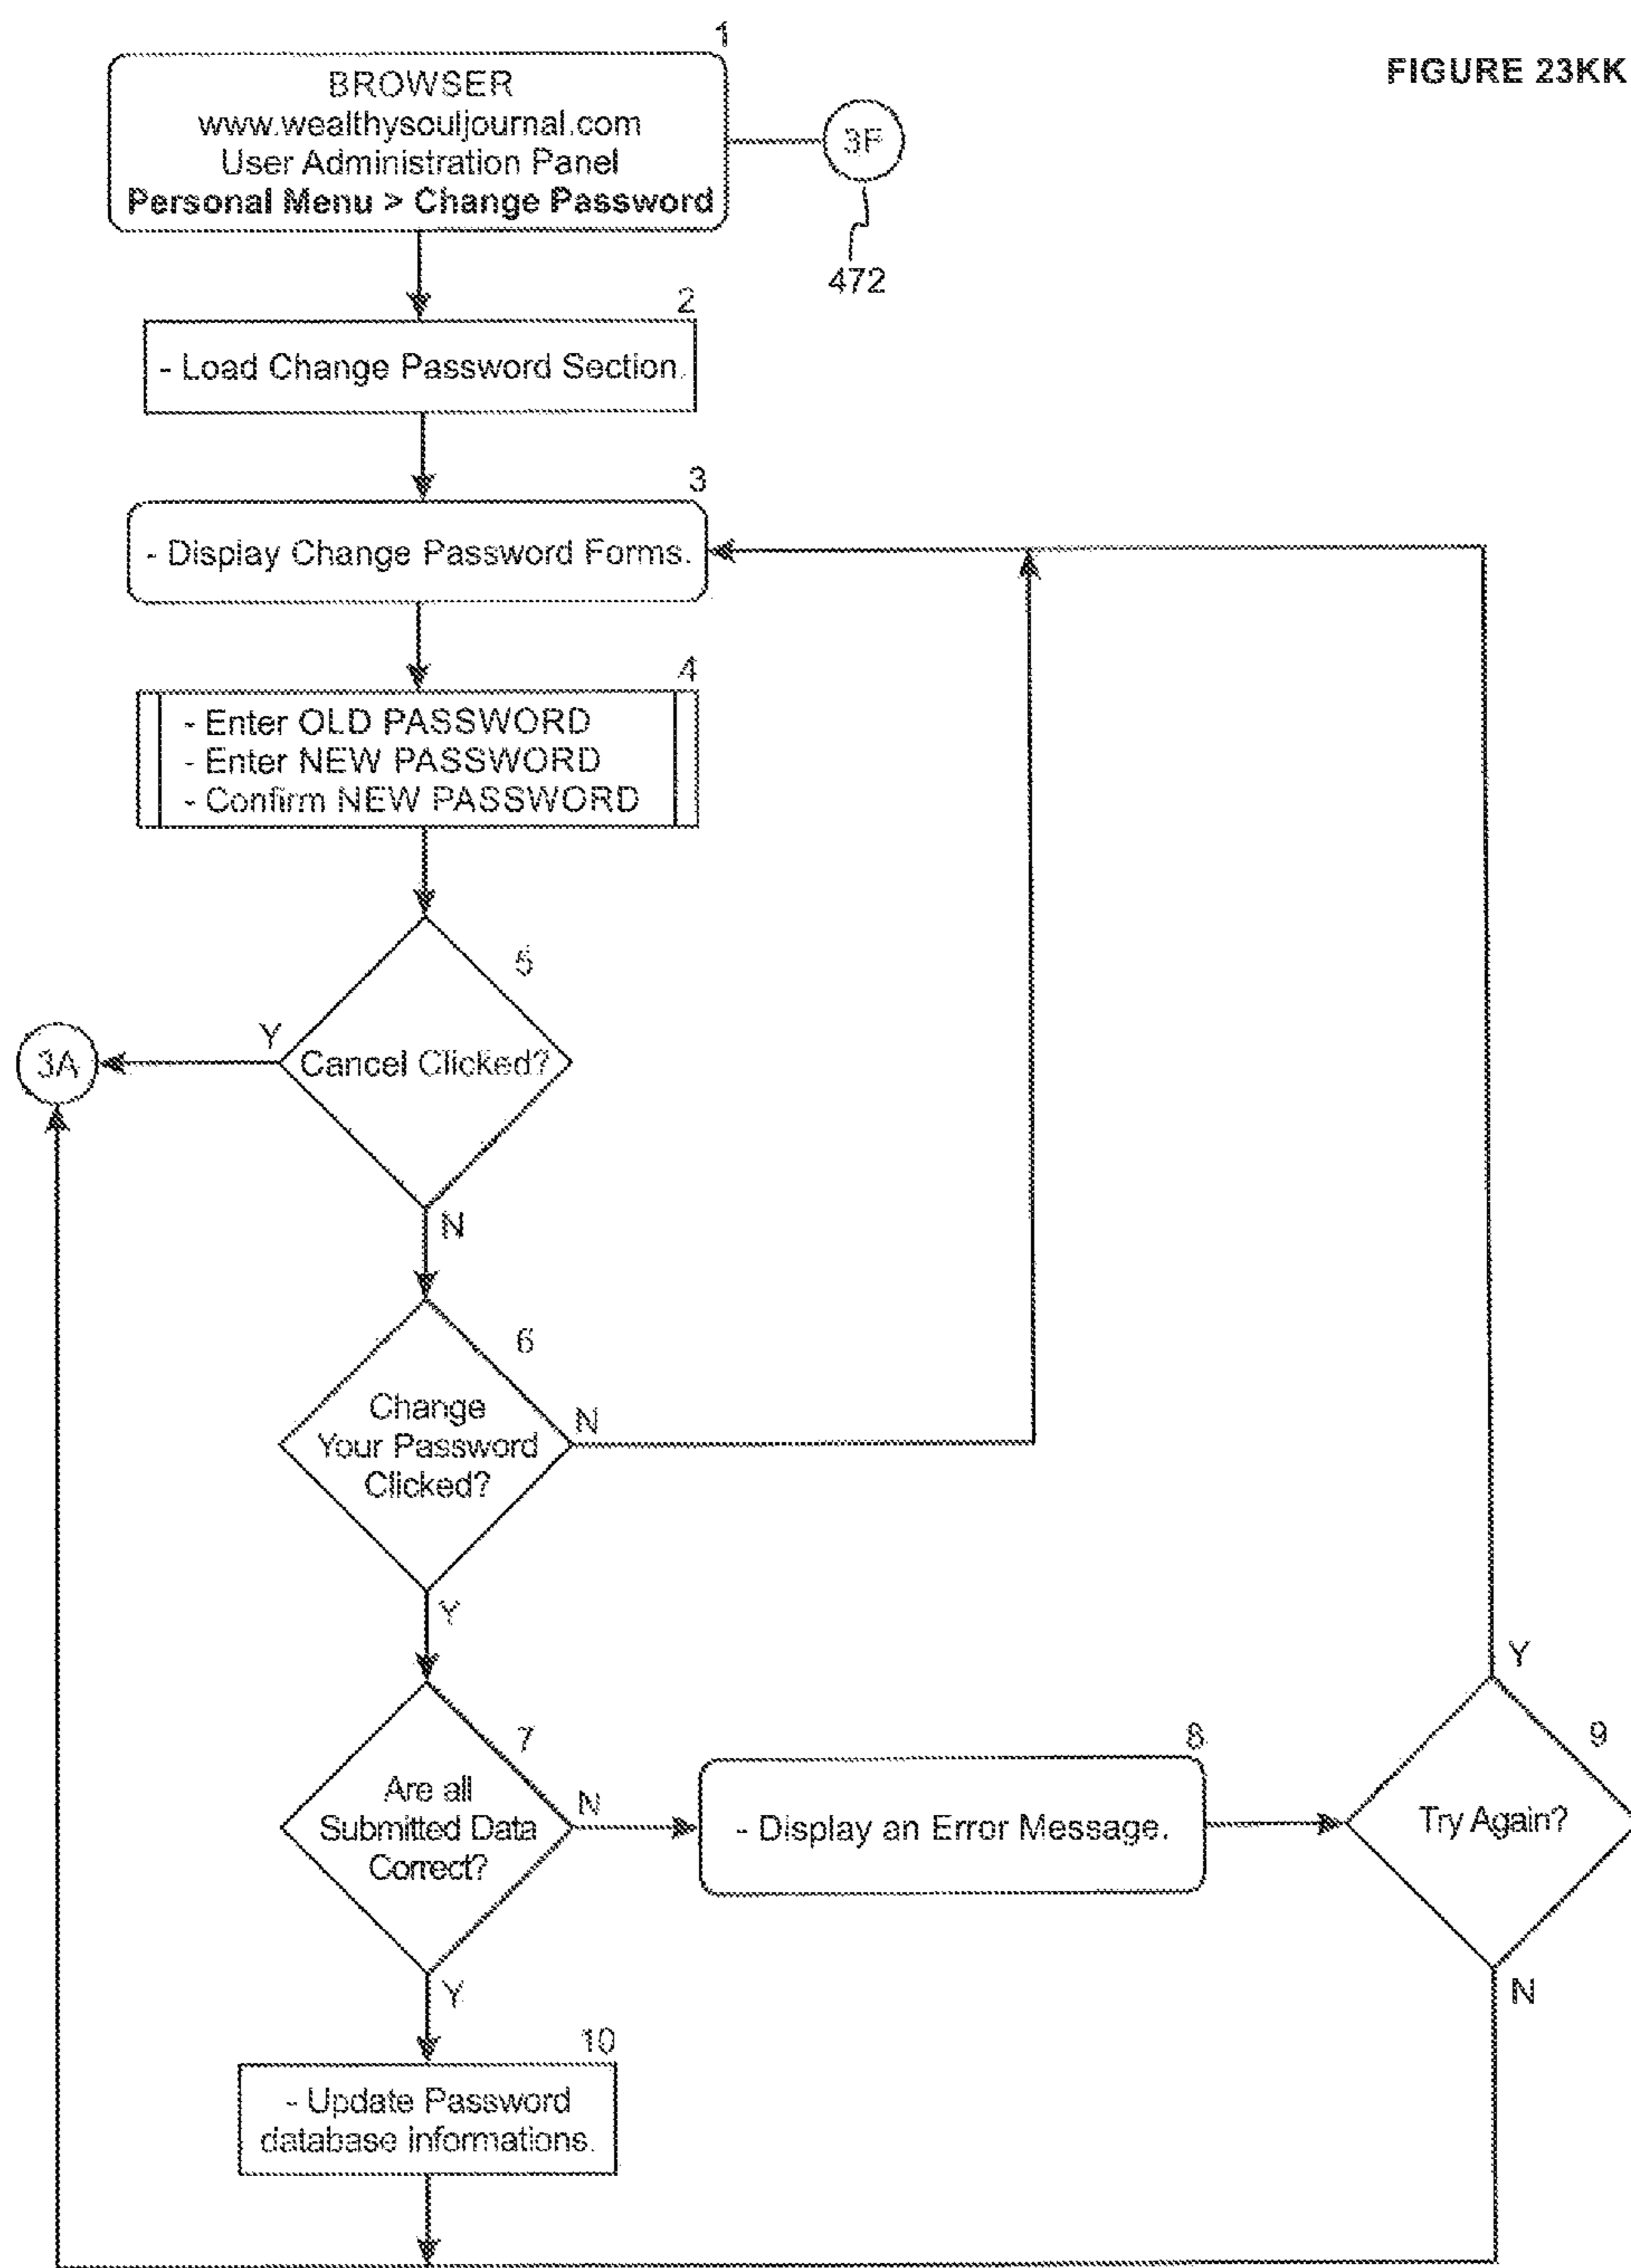 FIGURE 23KK
1
BROWSER
www.wealthysouljournal.com
User Administration Panel
Personal Menu > Change Password
472
2
- Load Change Password Section.
3
- Display Change Password Forms.
4
- Enter OLD PASSWORD
- Enter NEW PASSWORD
- Confirm NEW PASSWORD
5
Cancel Clicked?
Y
3A
N
6
Change
Your Password
Clicked?
N
Y
7
Are all
Submitted Data
Correct?
N
8
- Display an Error Message.
9
Try Again?
Y
N
Y
10
- Update Password
database informations.